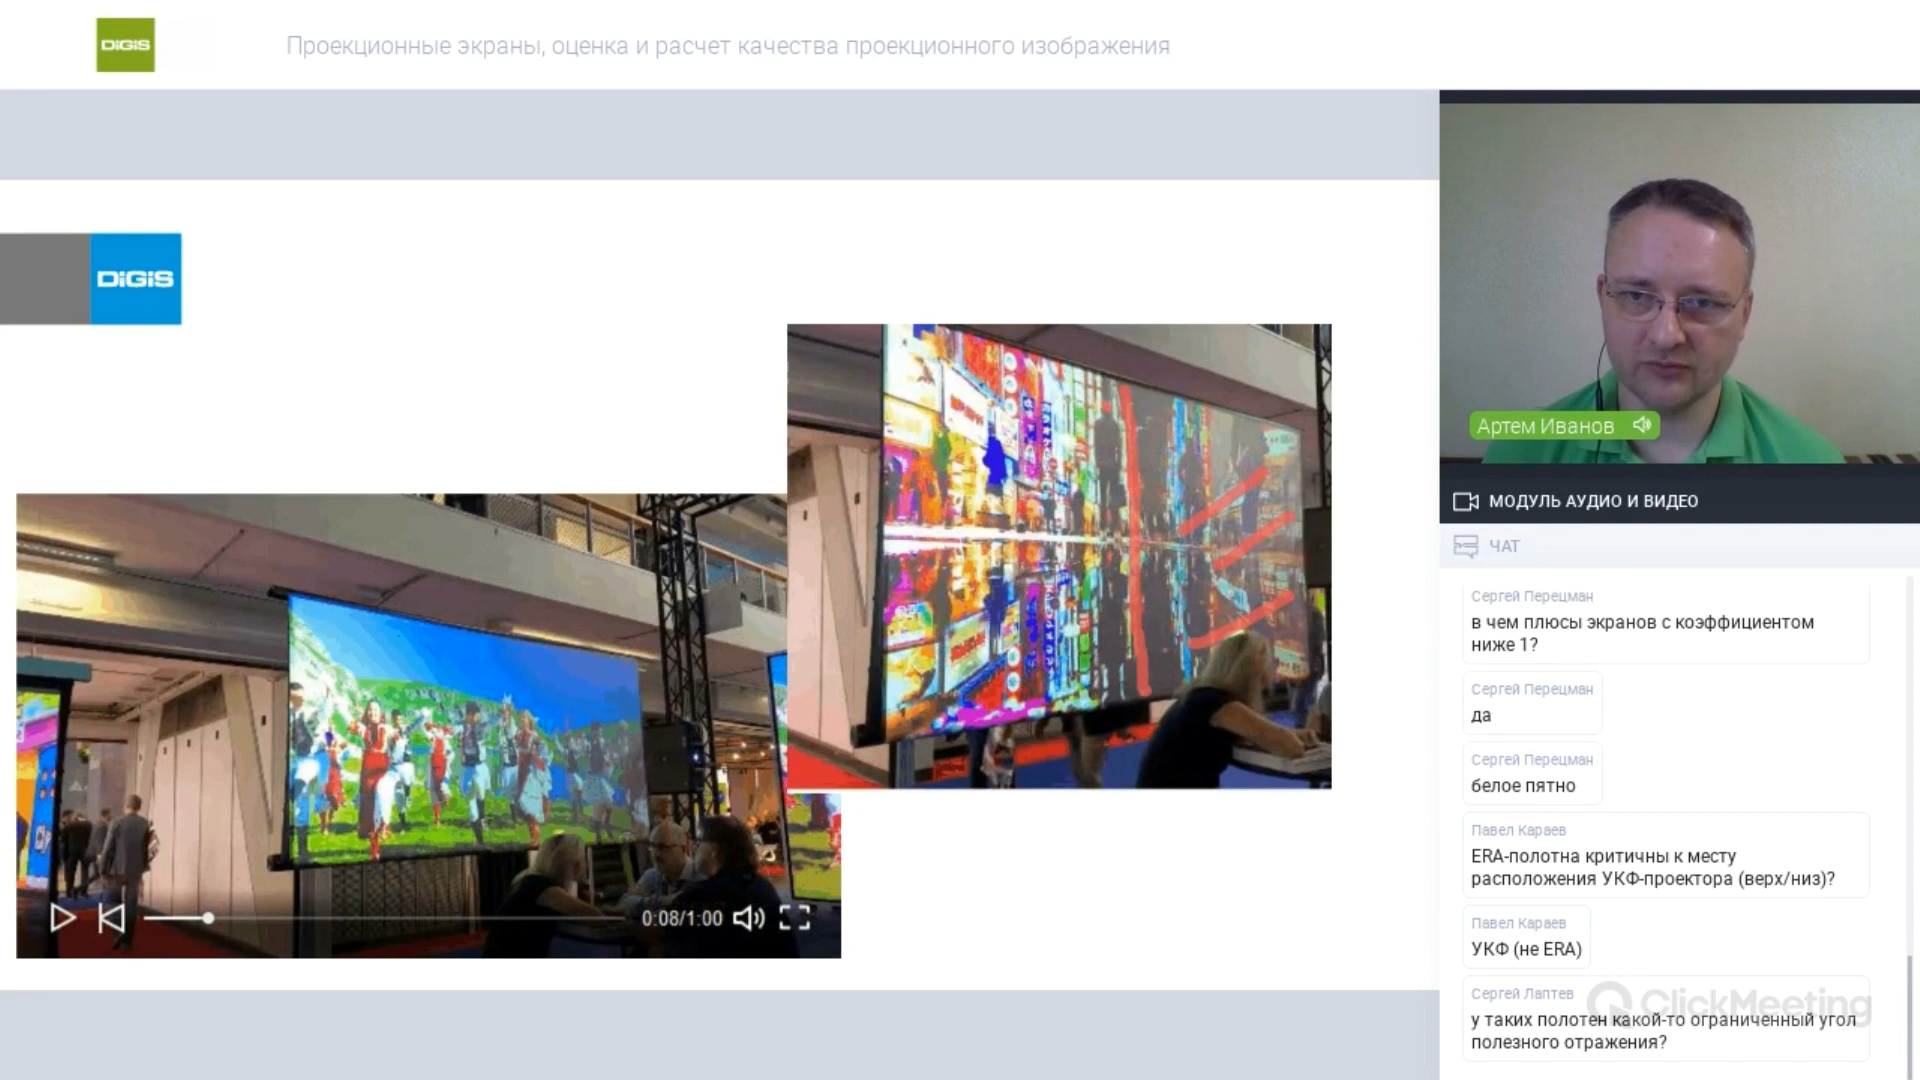 DiGiS
Проекционные экраны, оценка и расчет качества проекционного изображения
DiGiS
0:08/1:00
Артем Иванов
МОДУЛЬ АУДИО И ВИДЕО
ЧАТ
Сергей Перецман
в чем плюсы экранов с коэффициентом
ниже 1?
Сергей Перецман
да
Сергей Перецман
белое пятно
Павел Караев
ERA-полотна критичны к месту
расположения УКФ-проектора (верх/низ)?
Павел Караев
УКФ (не ERA)
Сергей Лаптев
у таких полотен какой-то ограниченный угол
полезного отражения?
ClickMeeting